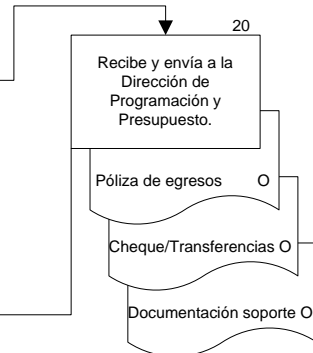 20
Recibe y envía a la
Dirección de
Programación y
Presupuesto.
Póliza de egresos O
Cheque/Transferencias O
Documentación soporte O